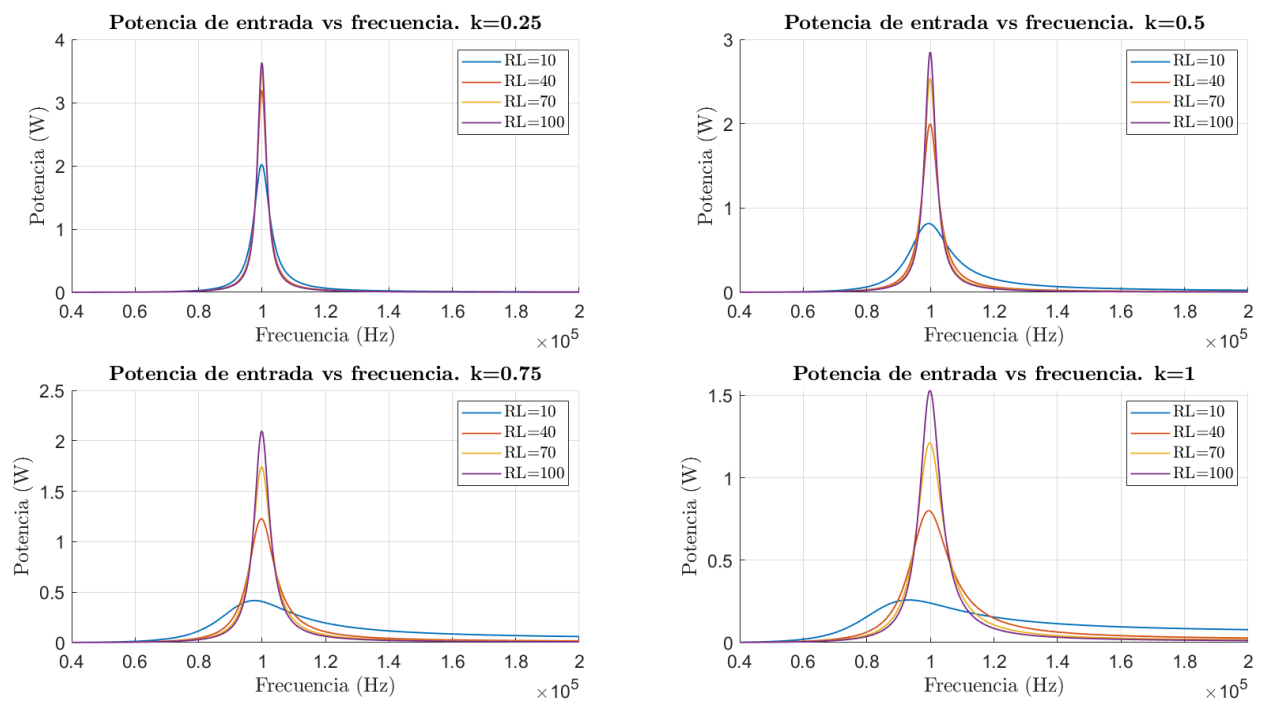 Potencia de entrada vs frecuencia. k=0.25
Potencia (W)
4
3
2
1
0
0.4 0.6 0.8 1 1.2 1.4 1.6 1.8 2
Frecuencia (Hz)
×10^5
RL=10
RL=40
RL=70
RL=100
Potencia de entrada vs frecuencia. k=0.5
Potencia (W)
3
2
1
0
0.4 0.6 0.8 1 1.2 1.4 1.6 1.8 2
Frecuencia (Hz)
×10^5
RL=10
RL=40
RL=70
RL=100
Potencia de entrada vs frecuencia. k=0.75
Potencia (W)
2.5
2
1.5
1
0.5
0
0.4 0.6 0.8 1 1.2 1.4 1.6 1.8 2
Frecuencia (Hz)
×10^5
RL=10
RL=40
RL=70
RL=100
Potencia de entrada vs frecuencia. k=1
Potencia (W)
1.5
1
0.5
0
0.4 0.6 0.8 1 1.2 1.4 1.6 1.8 2
Frecuencia (Hz)
×10^5
RL=10
RL=40
RL=70
RL=100